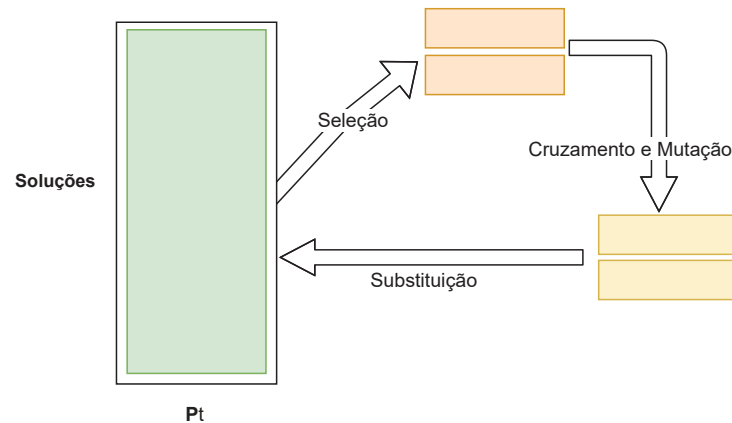 Seleção
Cruzamento e Mutação
Soluções
Substituição
Pt